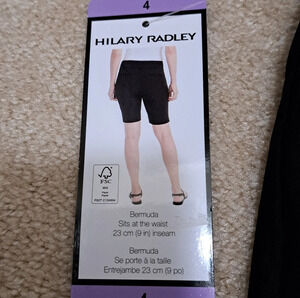 4
HILARY RADLEY
FSC
MIX
Bermuda
Sits at the waist
23 cm (9 in) inseam
Bermuda
Se porte à la taille
Entrejambe 23 cm (9 po)
4